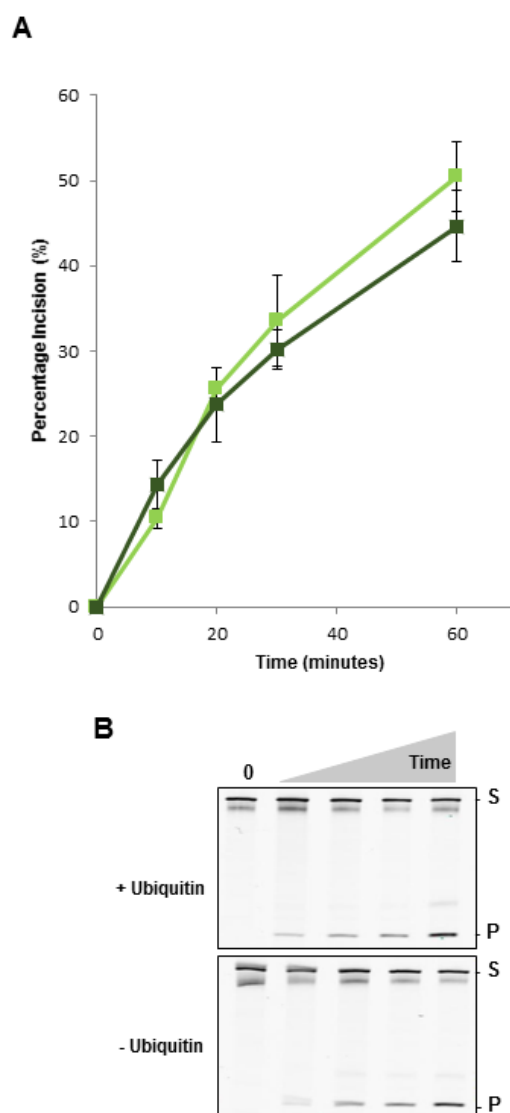 A
60
50
40
30
20
10
0
Percentage Incision (%)
0 20 40 60
Time (minutes)
B
0 Time
S
+ Ubiquitin
P
S
- Ubiquitin
P